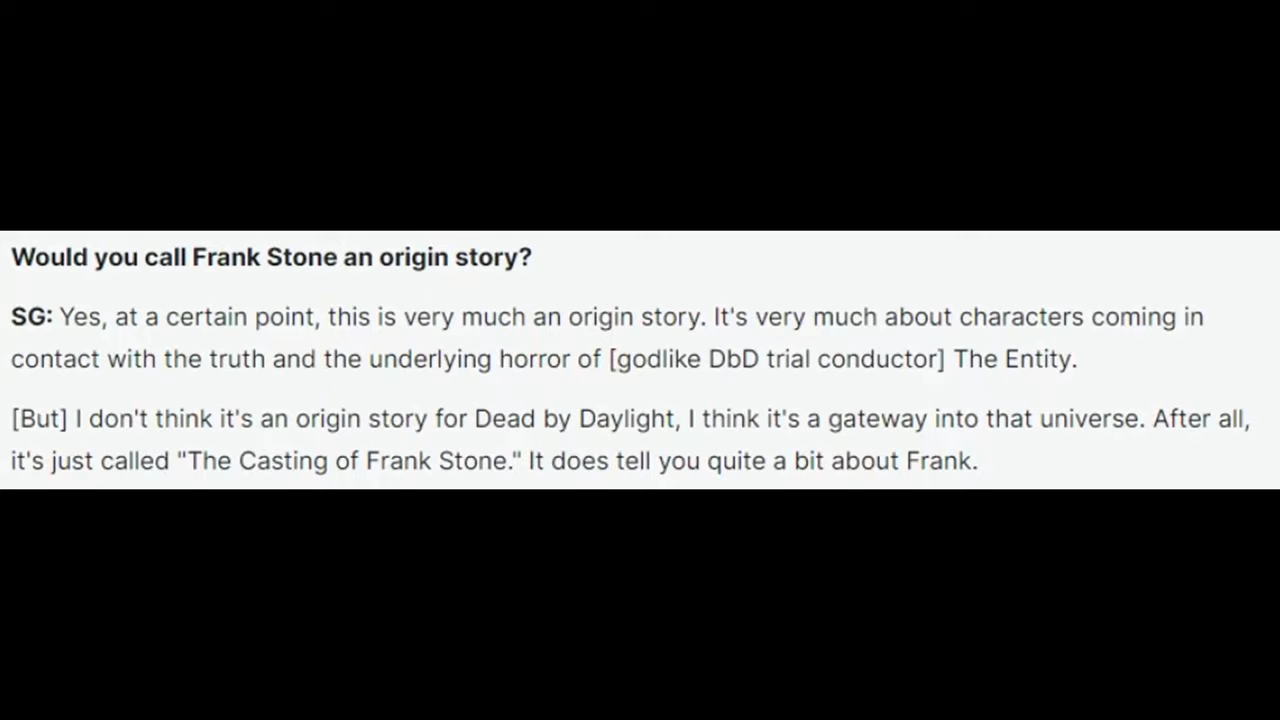 Would you call Frank Stone an origin story?
SG: Yes, at a certain point, this is very much an origin story. It's very much about characters coming in
contact with the truth and the underlying horror of [godlike DbD trial conductor] The Entity.
[But] I don't think it's an origin story for Dead by Daylight, I think it's a gateway into that universe. After all,
it's just called "The Casting of Frank Stone." It does tell you quite a bit about Frank.